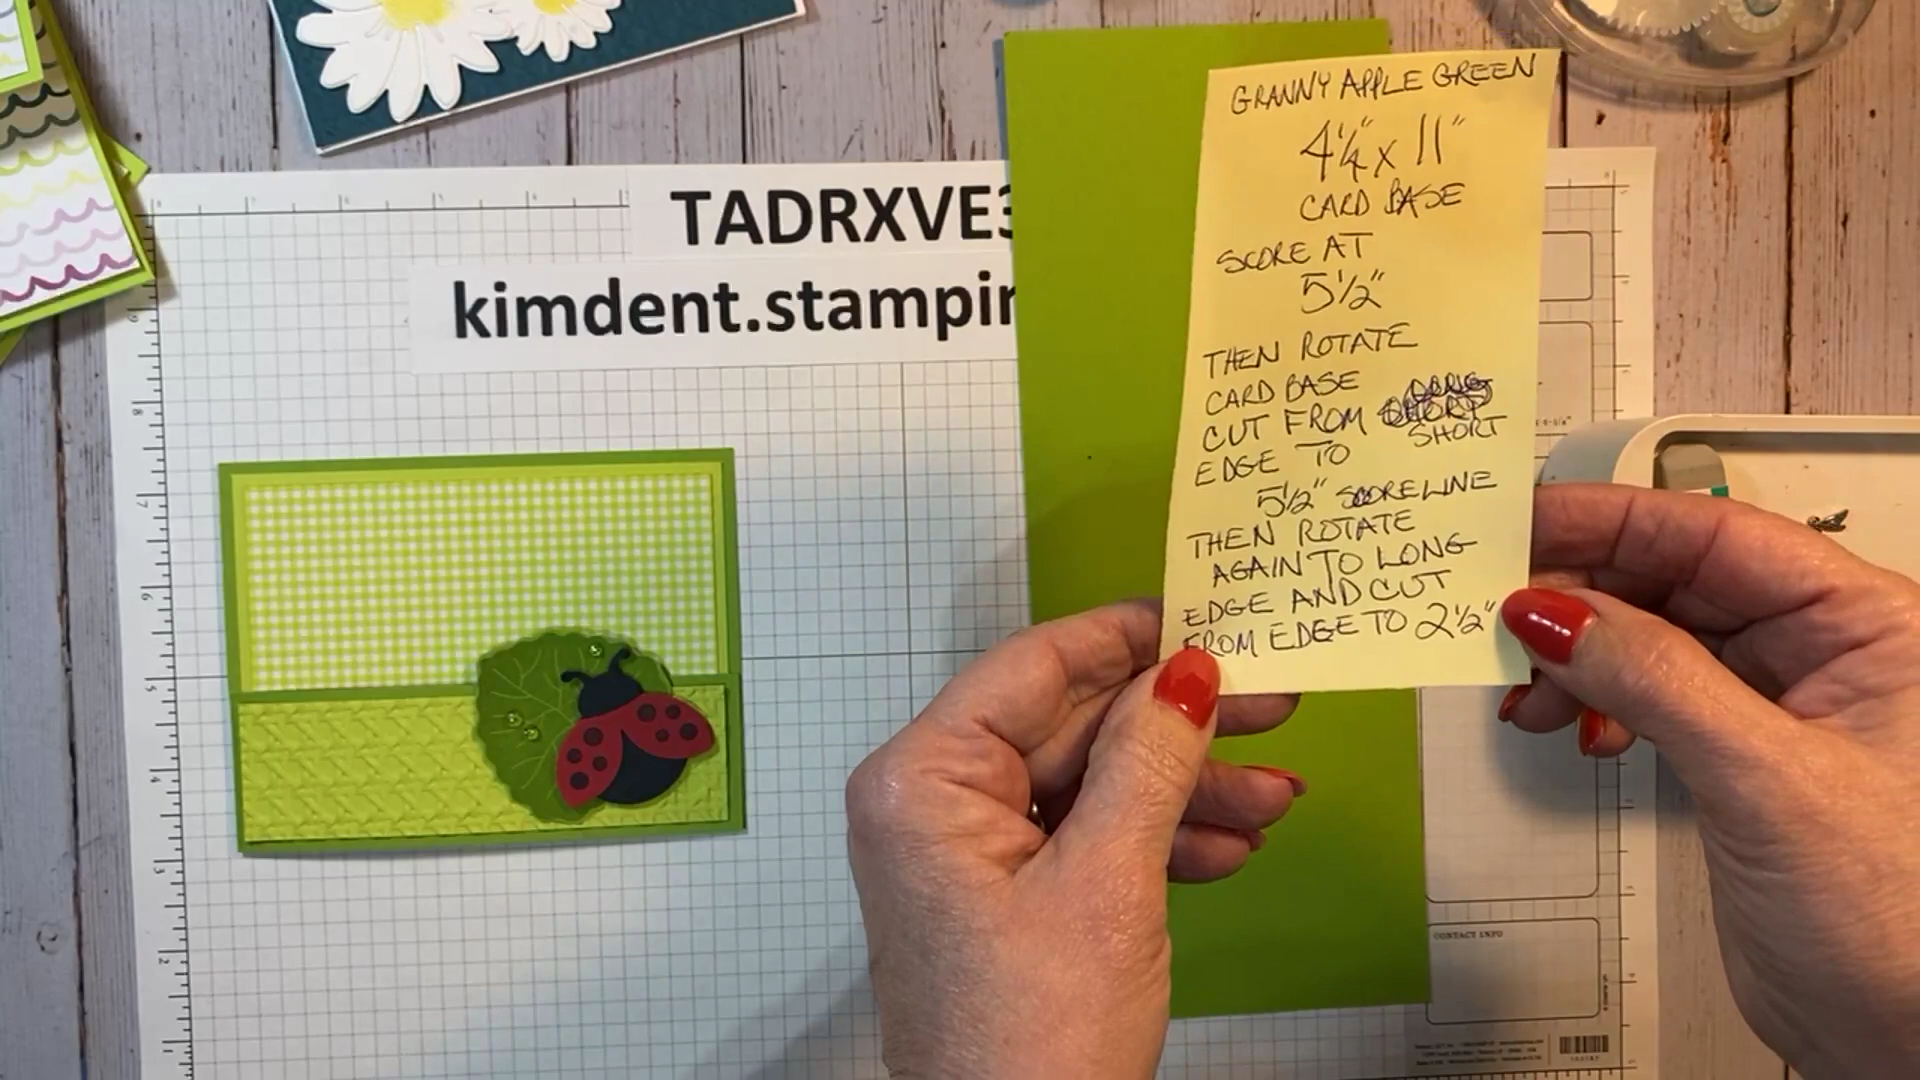 TADRXVE3
kimdent.stampin
GRANNY APPLE GREEN
4¼" x 11"
CARD BASE
SCORE AT
5½"
THEN ROTATE
CARD BASE
CUT FROM
SHORT
EDGE TO
5½" SCORELINE
THEN ROTATE
AGAIN TO LONG
EDGE AND CUT
FROM EDGE TO 2½"
CONTACT INFO